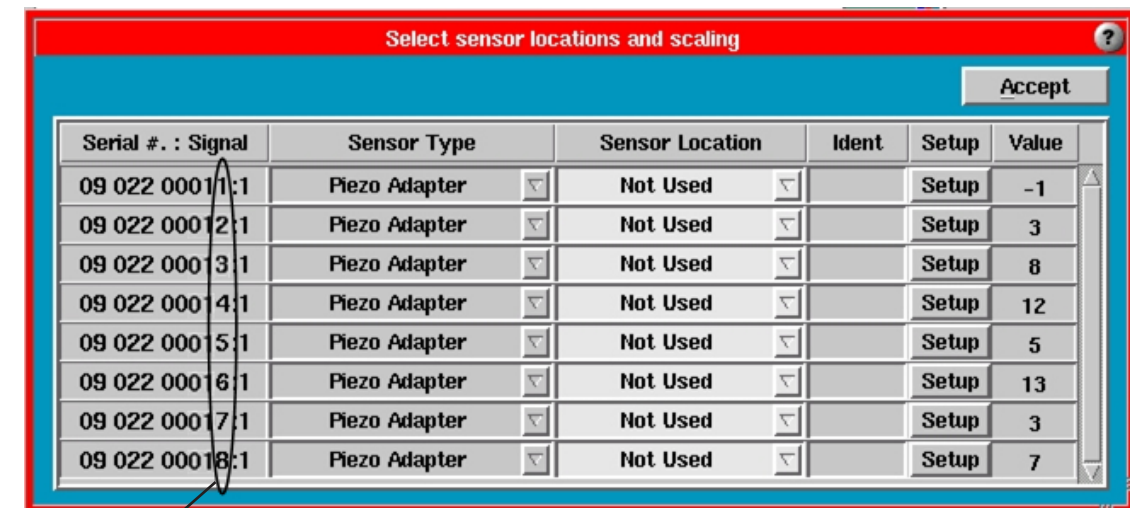 Select sensor locations and scaling ?
Accept
Serial #. : Signal Sensor Type Sensor Location Ident Setup Value
09 022 00011:1 Piezo Adapter Not Used Setup -1
09 022 00012:1 Piezo Adapter Not Used Setup 3
09 022 00013:1 Piezo Adapter Not Used Setup 8
09 022 00014:1 Piezo Adapter Not Used Setup 12
09 022 00015:1 Piezo Adapter Not Used Setup 5
09 022 00016:1 Piezo Adapter Not Used Setup 13
09 022 00017:1 Piezo Adapter Not Used Setup 3
09 022 00018:1 Piezo Adapter Not Used Setup 7